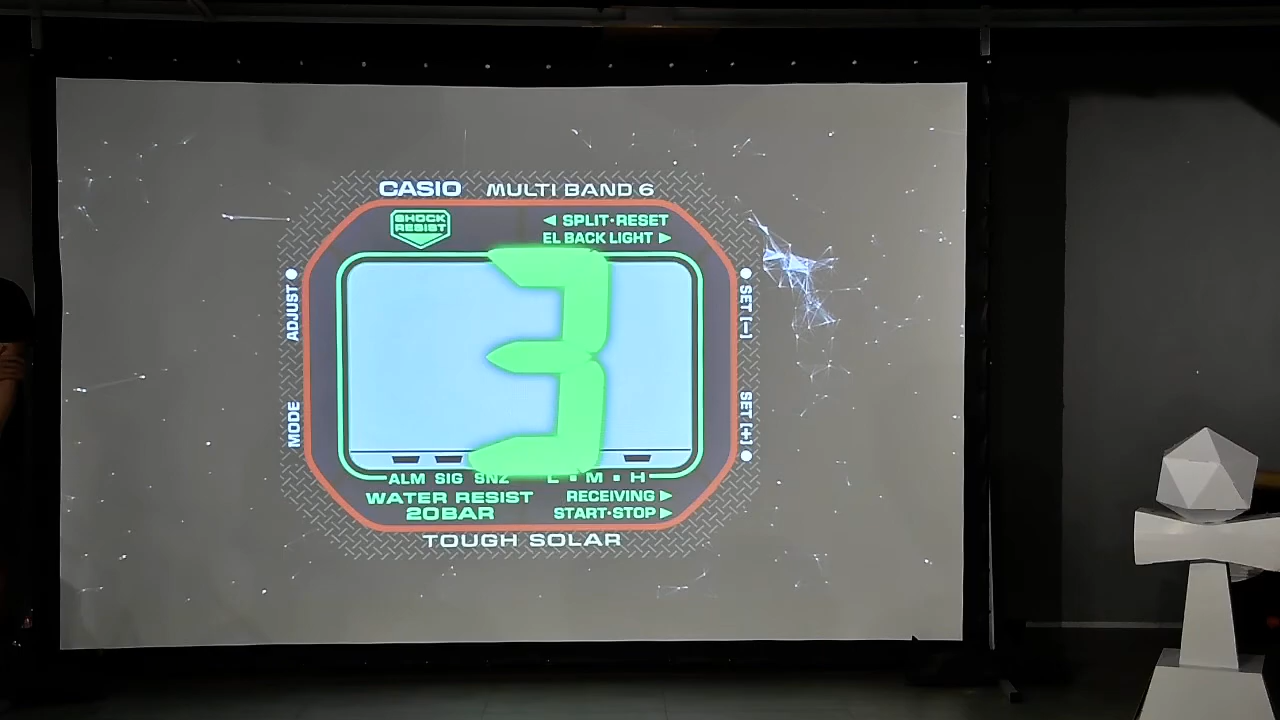 CASIO MULTI BAND 6
SHOCK RESIST
◀ SPLIT·RESET
EL BACK LIGHT ▶
ADJUST
SET [–]
3
MODE
SET [+]
ALM SIG SNZ L · M · H
WATER RESIST
20BAR
RECEIVING ▶
START·STOP ▶
TOUGH SOLAR